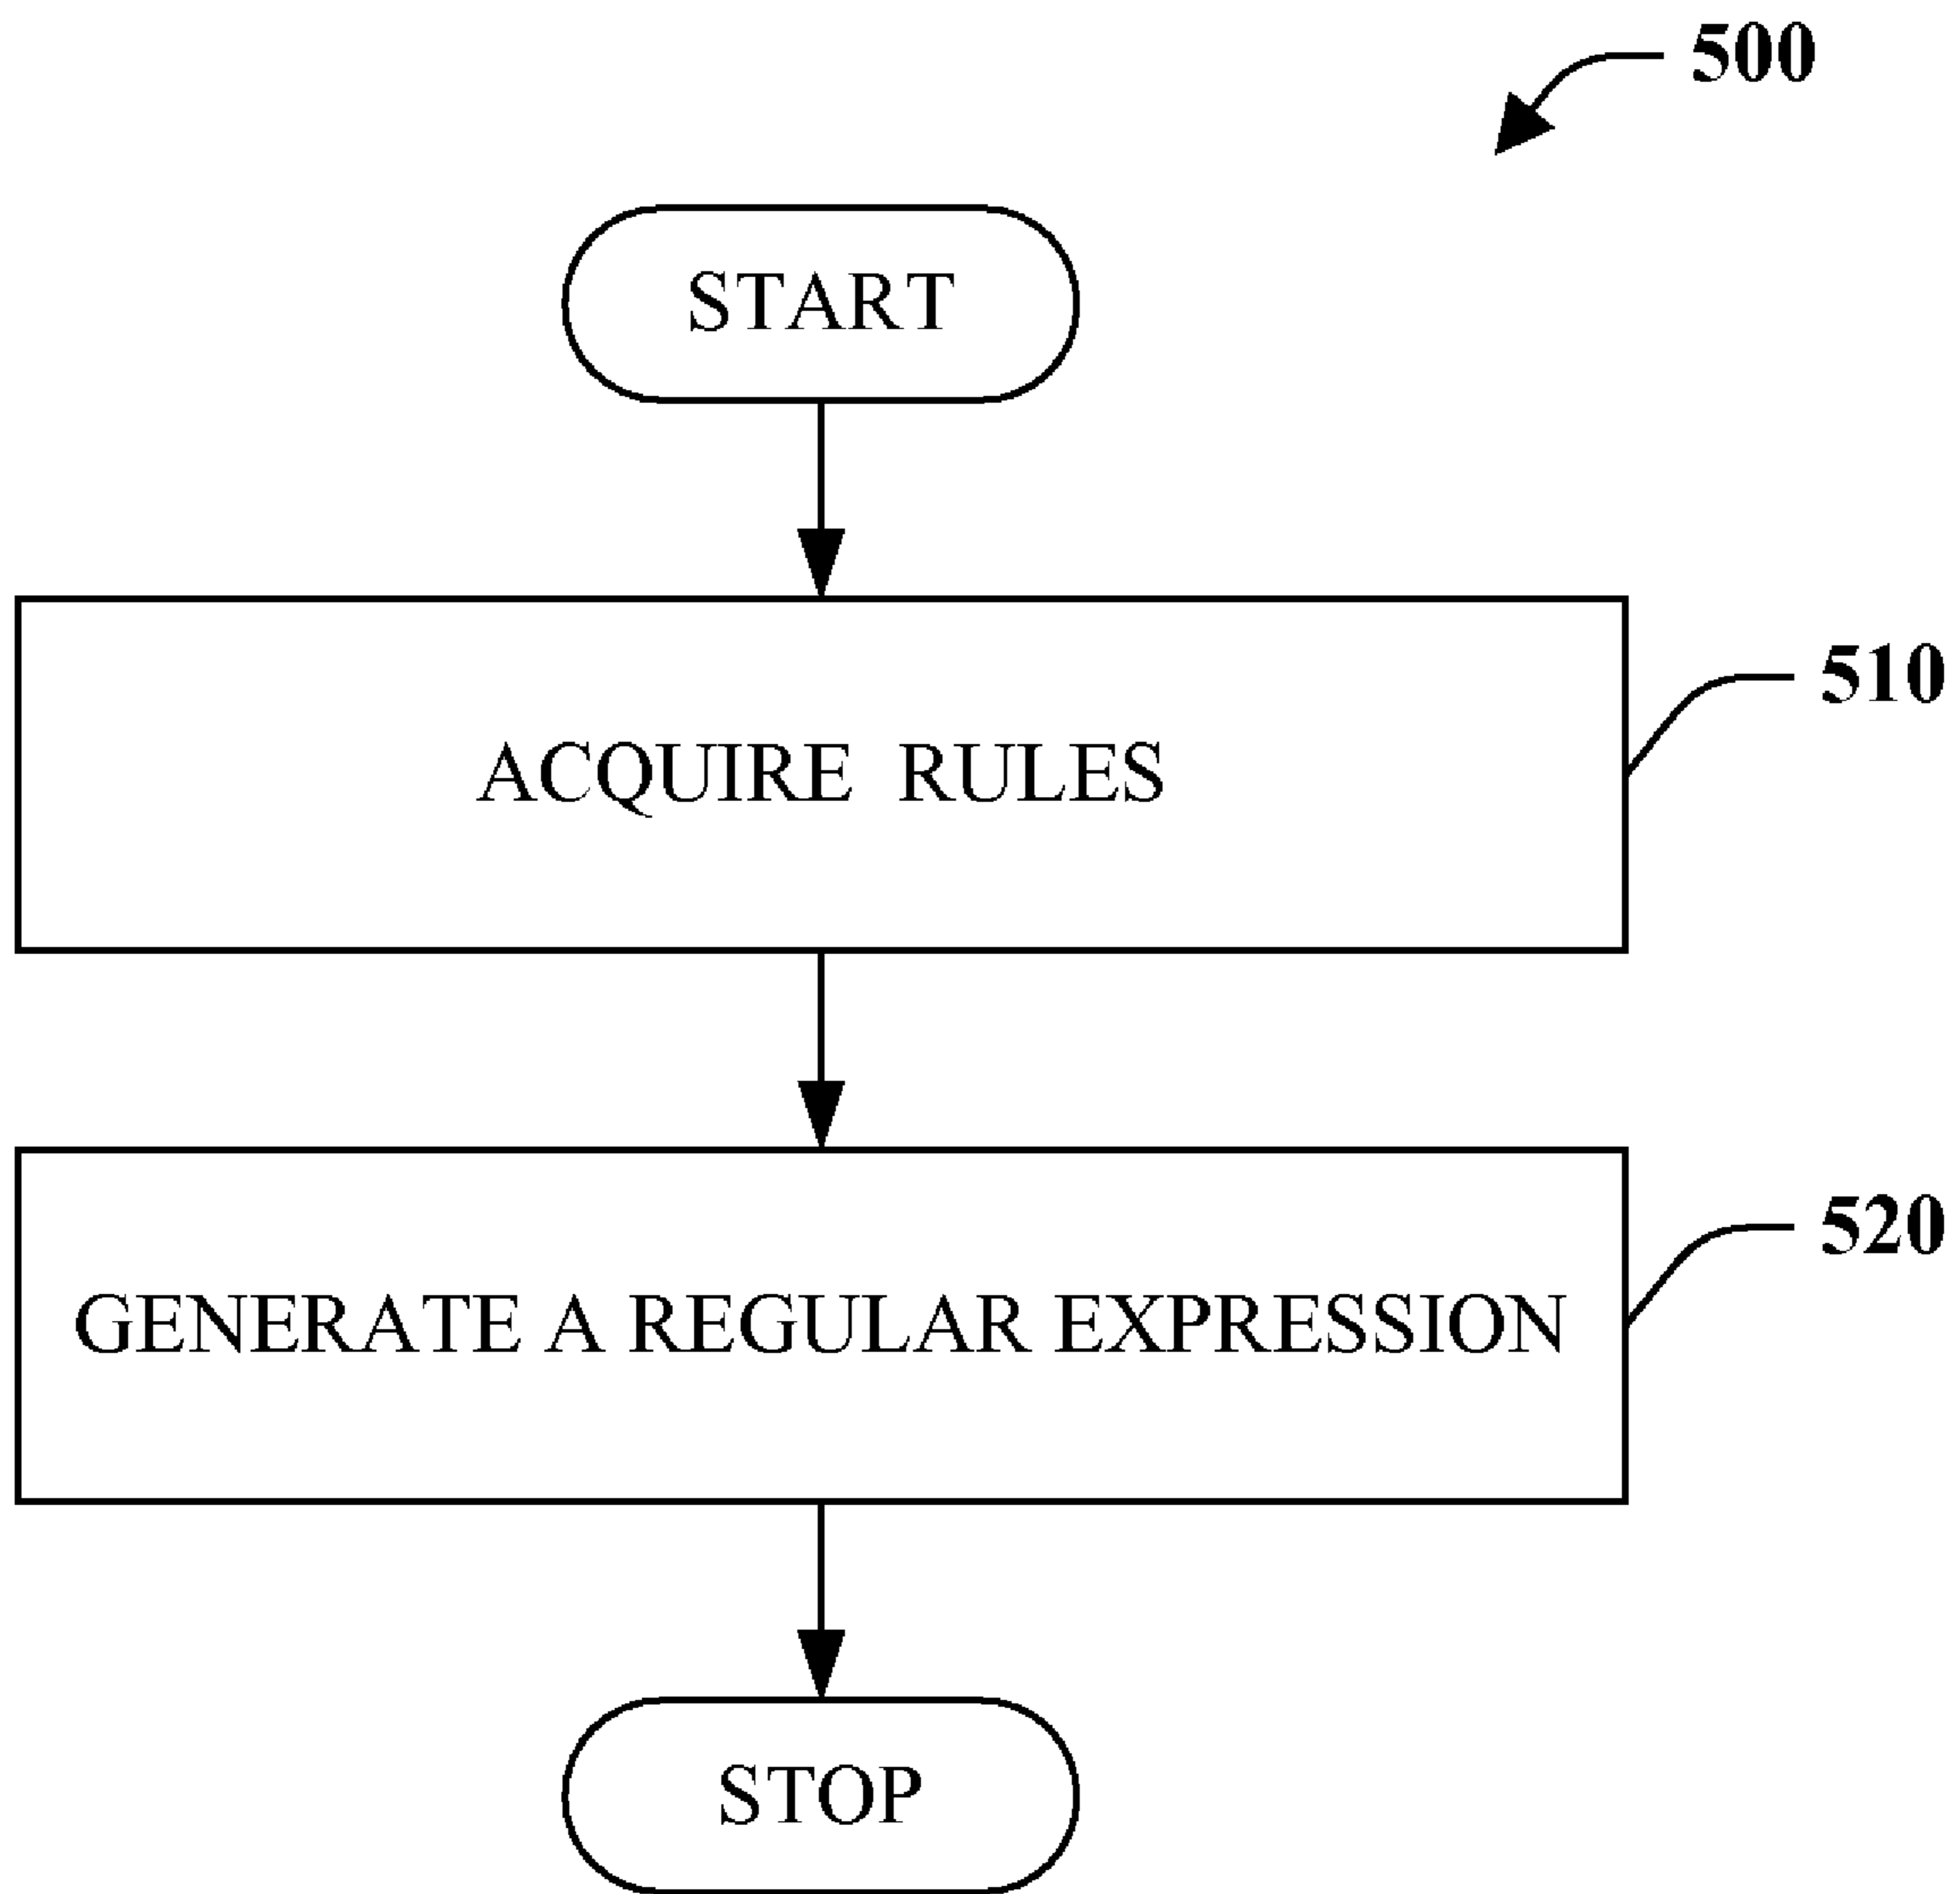 500
START
ACQUIRE RULES
510
GENERATE A REGULAR EXPRESSION
520
STOP